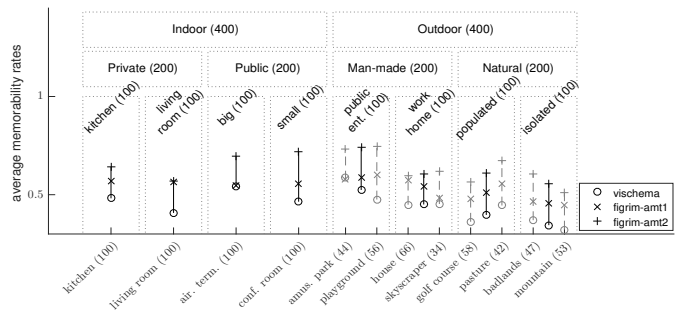 Indoor (400)
Outdoor (400)
Private (200)
Public (200)
Man-made (200)
Natural (200)
kitchen (100)
living
room (100)
big (100)
small (100)
public
ent. (100)
work
home (100)
populated (100)
isolated (100)
average memorability rates
1
0.5
vischema
figrim-amt1
figrim-amt2
kitchen (100)
living room (100)
air. term. (100)
conf. room (100)
amus. park (44)
playground (56)
house (66)
skyscraper (34)
golf course (58)
pasture (42)
badlands (47)
mountain (53)